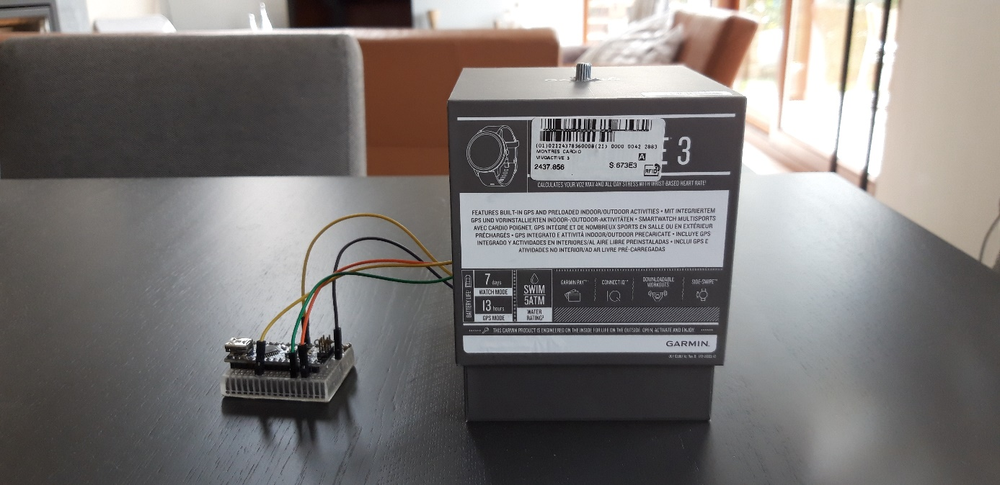 (01)02124378560008(21) 0000 0042 2883
MONTRES CARDIO
VIVOACTIVE 3
A
2437.856
S:673E3
RFID
E 3
CALCULATES YOUR VO2 MAX AND ALL-DAY STRESS WITH WRIST-BASED HEART RATE¹
FEATURES BUILT-IN GPS AND PRELOADED INDOOR/OUTDOOR ACTIVITIES • MIT INTEGRIERTEM
GPS UND VORINSTALLIERTEN INDOOR-/OUTDOOR-AKTIVITÄTEN • SMARTWATCH MULTISPORTS
AVEC CARDIO POIGNET, GPS INTÉGRÉ ET DE NOMBREUX SPORTS EN SALLE OU EN EXTÉRIEUR
PRÉCHARGÉS • GPS INTEGRATO E ATTIVITÀ INDOOR/OUTDOOR PRECARICATE • INCLUYE GPS
INTEGRADO Y ACTIVIDADES EN INTERIORES/AL AIRE LIBRE PREINSTALADAS • INCLUI GPS E
ATIVIDADES NO INTERIOR/AO AR LIVRE PRÉ-CARREGADAS
BATTERY LIFE²
7 days
WATCH MODE
13 hours
GPS MODE
SWIM
5ATM
WATER
RATING³
GARMIN PAY™
CONNECT IQ™
IQ
DOWNLOADABLE
WORKOUTS
SIDE-SWIPE™
THIS GARMIN PRODUCT IS ENGINEERED ON THE INSIDE FOR LIFE ON THE OUTSIDE. OPEN, ACTIVATE AND ENJOY.
GARMIN.